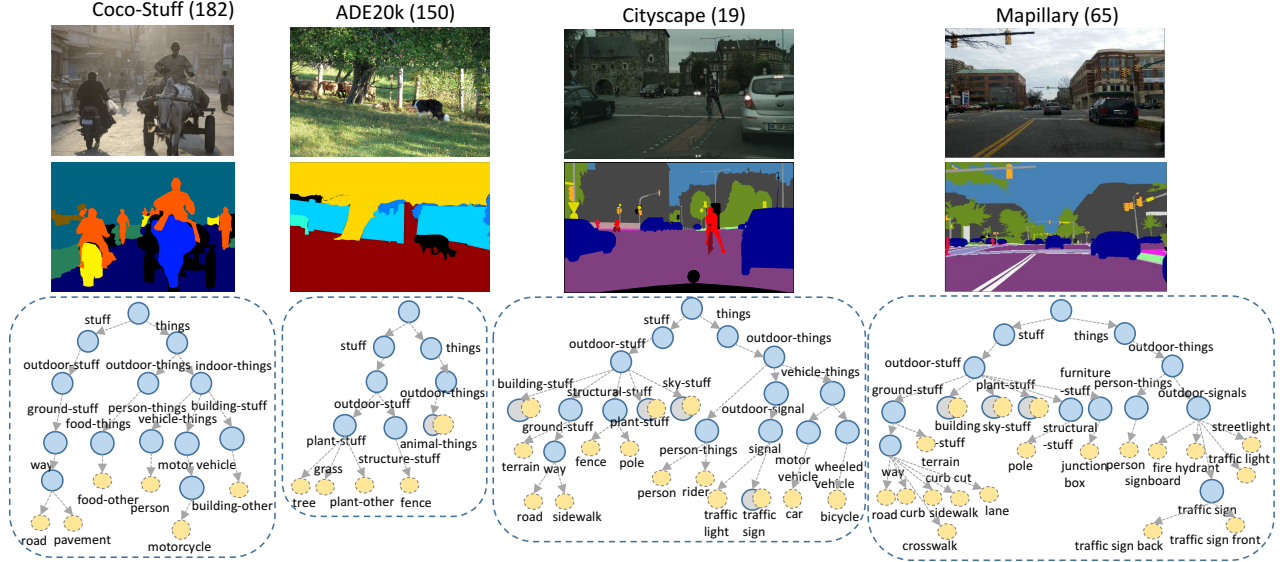 Coco-Stuff (182)
ADE20k (150)
Cityscape (19)
Mapillary (65)
stuff
things
outdoor-stuff
outdoor-things
indoor-things
ground-stuff
person-things
building-stuff
food-things
vehicle-things
way
motor vehicle
food-other
person
building-other
road
pavement
motorcycle
stuff
things
outdoor-things
outdoor-stuff
plant-stuff
animal-things
grass
structure-stuff
tree
plant-other
fence
stuff
things
outdoor-stuff
outdoor-things
building-stuff
structural-stuff
sky-stuff
vehicle-things
outdoor-signal
ground-stuff
plant-stuff
person-things
signal
terrain
way
fence
pole
motor
vehicle
wheeled
vehicle
person
rider
road
sidewalk
traffic
light
traffic
sign
car
bicycle
stuff
things
outdoor-stuff
outdoor-things
ground-stuff
plant-stuff
furniture
-stuff
person-things
outdoor-signals
building
sky-stuff
structural
-stuff
streetlight
-stuff
terrain
way
pole
junction
box
person
signboard
fire hydrant
traffic light
curb cut
road
curb
sidewalk
lane
crosswalk
traffic sign
traffic sign back
traffic sign front